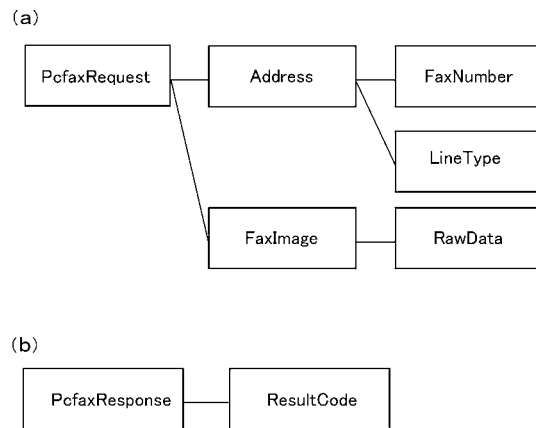 (a)
PcfaxRequest
Address
FaxNumber
LineType
FaxImage
RawData
(b)
PcfaxResponse
ResultCode